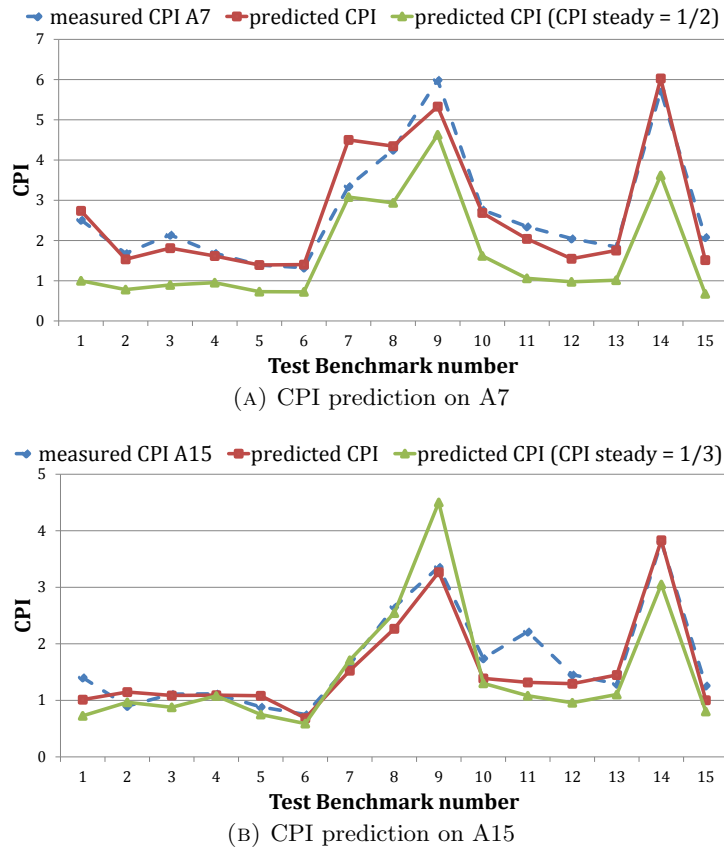 measured CPI A7 predicted CPI predicted CPI (CPI steady = 1/2)
7
6
5
4
3
2
1
0
CPI
1 2 3 4 5 6 7 8 9 10 11 12 13 14 15
Test Benchmark number
(A) CPI prediction on A7
measured CPI A15 predicted CPI predicted CPI (CPI steady = 1/3)
5
4
3
2
1
0
CPI
1 2 3 4 5 6 7 8 9 10 11 12 13 14 15
Test Benchmark number
(B) CPI prediction on A15